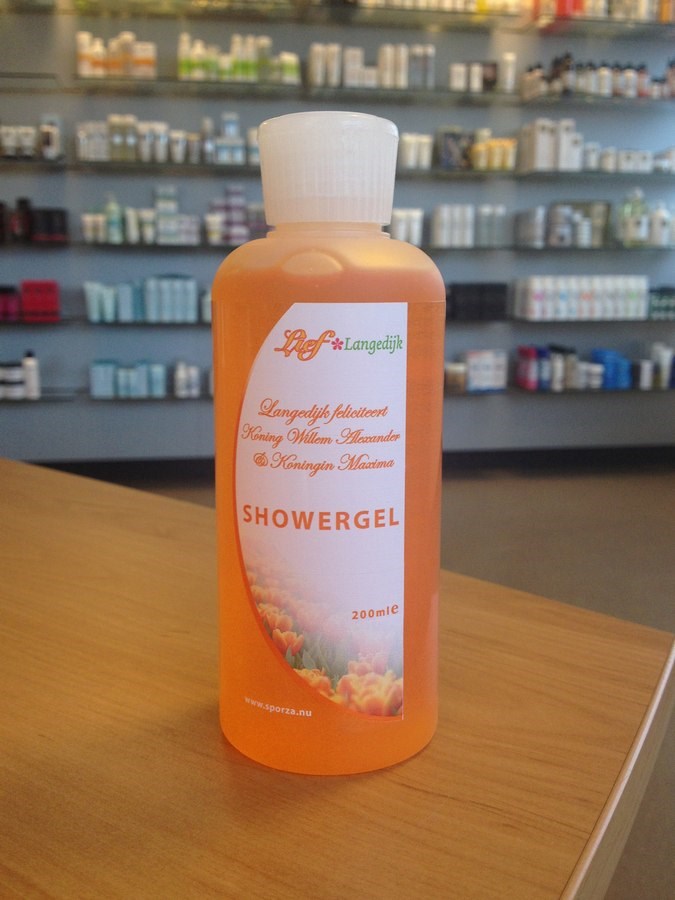 Lief*Langedijk
Langedijk feliciteert
Koning Willem Alexander
& Koningin Maxima
SHOWERGEL
200ml℮
www.sporza.nu